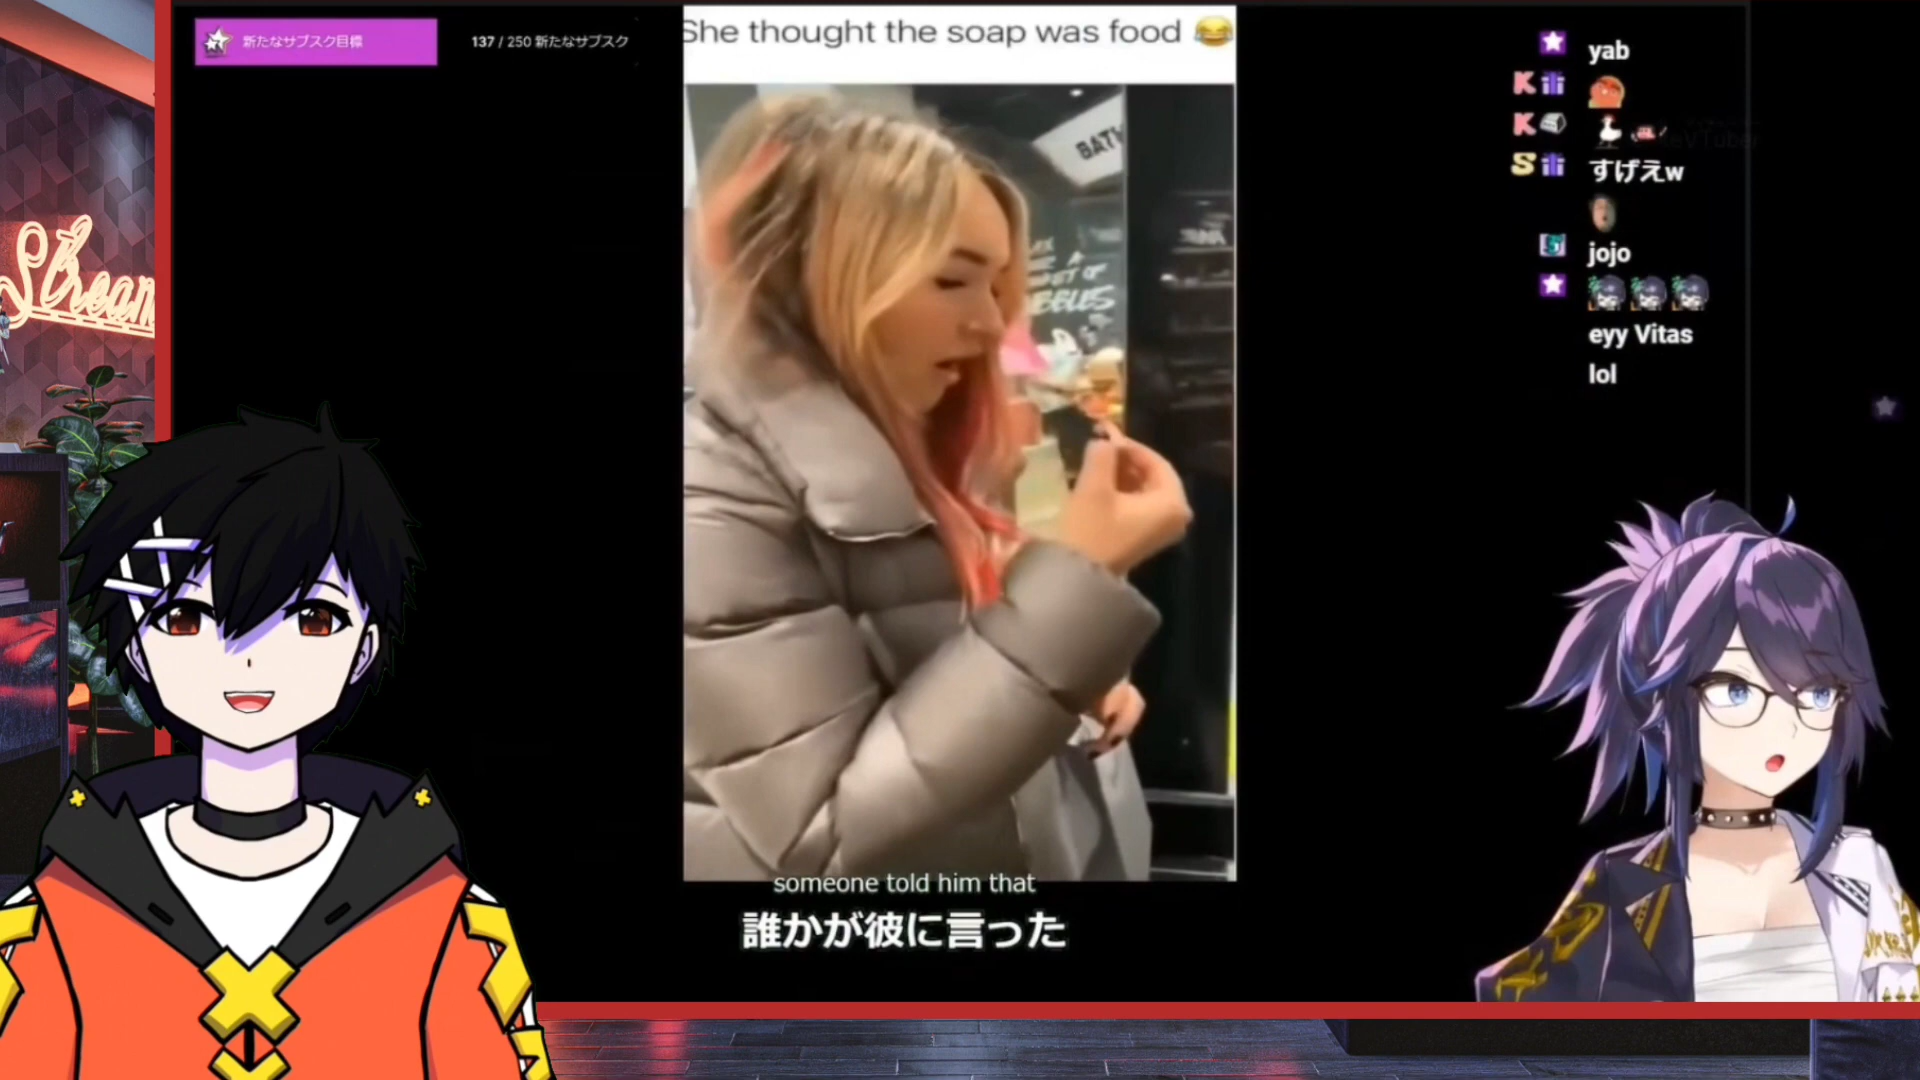 新たなサブスク目標
137 / 250 新たなサブスク
She thought the soap was food 😂
BATH
BBLES
Stream
yab
すげえw
jojo
eyy Vitas
lol
someone told him that
誰かが彼に言った